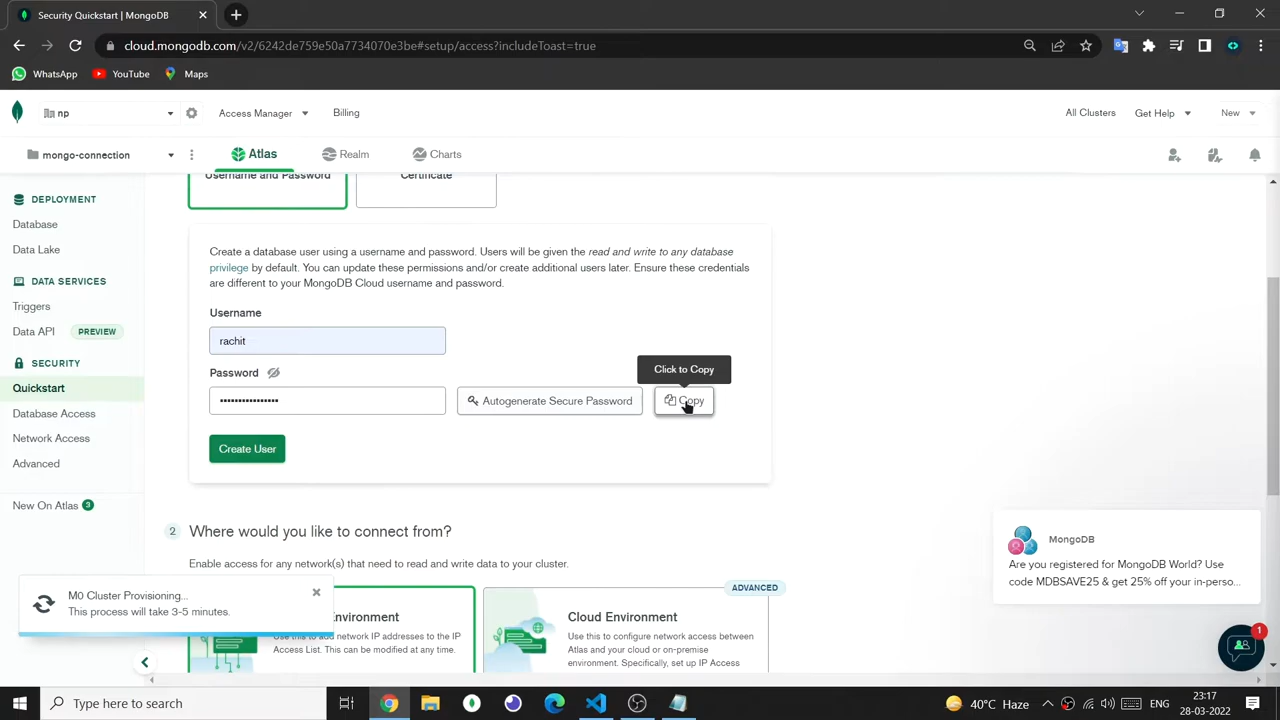 Security Quickstart | MongoDB
cloud.mongodb.com/v2/6242de759e50a7734070e3be#setup/access?includeToast=true
WhatsApp YouTube Maps
np Access Manager Billing All Clusters Get Help New
mongo-connection Atlas Realm Charts
DEPLOYMENT
Database
Data Lake
DATA SERVICES
Triggers
Data API PREVIEW
SECURITY
Quickstart
Database Access
Network Access
Advanced
New On Atlas 3
Username and Password Certificate
Create a database user using a username and password. Users will be given the read and write to any database
privilege by default. You can update these permissions and/or create additional users later. Ensure these credentials
are different to your MongoDB Cloud username and password.
Username
rachit
Password
Click to Copy
•••••••••••••••• Autogenerate Secure Password Copy
Create User
2 Where would you like to connect from?
Enable access for any network(s) that need to read and write data to your cluster.
ADVANCED
Environment
Use this to add network IP addresses to the IP
Access List. This can be modified at any time.
Cloud Environment
Use this to configure network access between
Atlas and your cloud or on-premise
environment. Specifically, set up IP Access
M0 Cluster Provisioning...
This process will take 3-5 minutes.
MongoDB
Are you registered for MongoDB World? Use
code MDBSAVE25 & get 25% off your in-perso...
1
Type here to search
40°C Haze ENG 23:17
28-03-2022